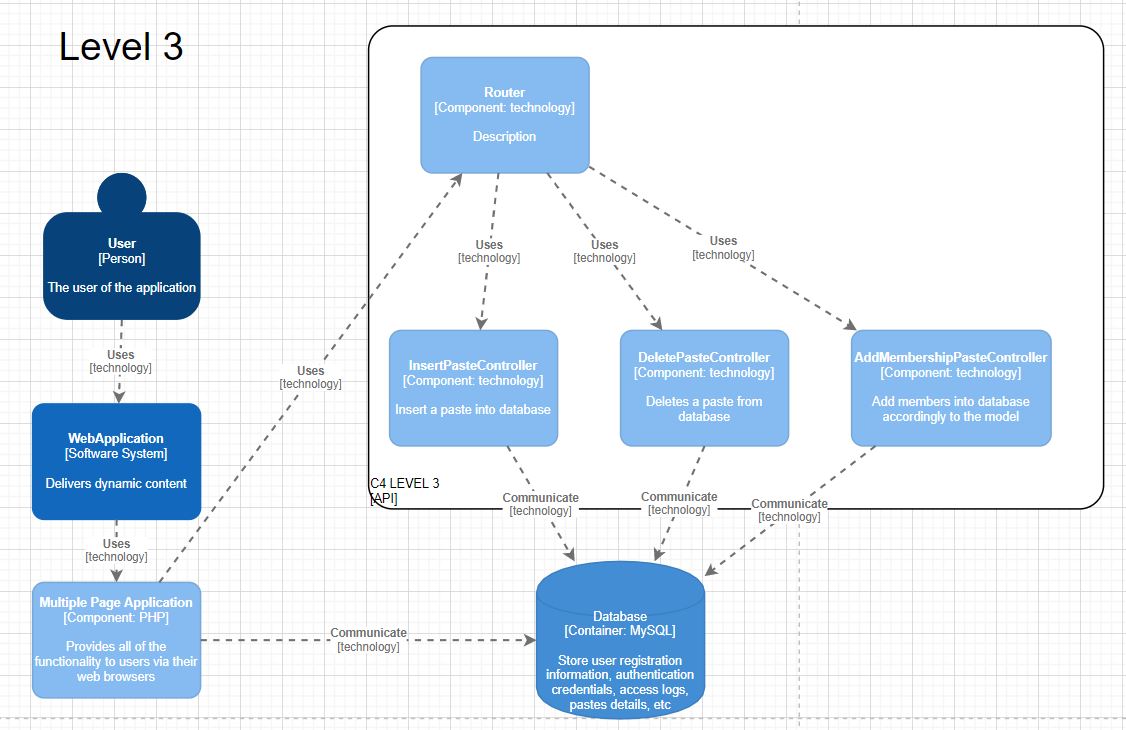 Level 3
Router
[Component: technology]
Description
User
[Person]
The user of the application
Uses
[technology]
Uses
[technology]
Uses
[technology]
Uses
[technology]
Uses
[technology]
InsertPasteController
[Component: technology]
Insert a paste into database
DeletePasteController
[Component: technology]
Deletes a paste from
database
AddMembershipPasteController
[Component: technology]
Add members into database
accordingly to the model
WebApplication
[Software System]
Delivers dynamic content
C4 LEVEL 3
[API]
Communicate
[technology]
Communicate
[technology]
Communicate
[technology]
Uses
[technology]
Multiple Page Application
[Component: PHP]
Provides all of the
functionality to users via their
web browsers
Communicate
[technology]
Database
[Container: MySQL]
Store user registration
information, authentication
credentials, access logs,
pastes details, etc